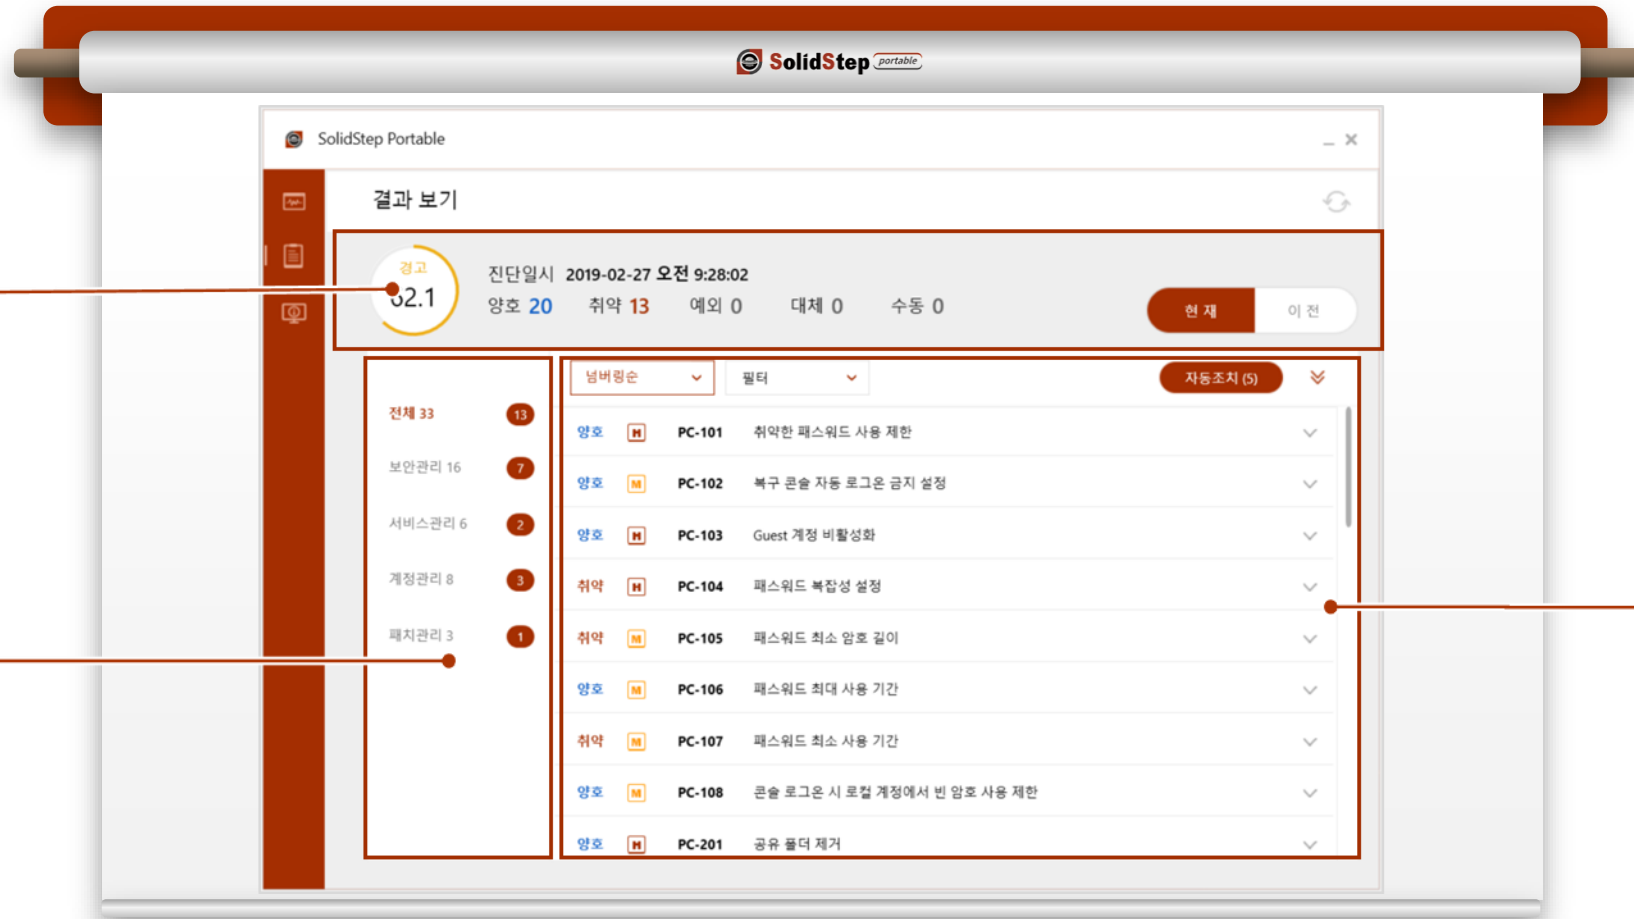 SolidStep portable
SolidStep Portable
결과 보기
경고
62.1
진단일시 2019-02-27 오전 9:28:02
양호 20 취약 13 예외 0 대체 0 수동 0
현 재 이 전
전체 33 13
보안관리 16 7
서비스관리 6 2
계정관리 8 3
패치관리 3 1
넘버링순 필터 자동조치 (5)
양호 H PC-101 취약한 패스워드 사용 제한
양호 M PC-102 복구 콘솔 자동 로그온 금지 설정
양호 H PC-103 Guest 계정 비활성화
취약 H PC-104 패스워드 복잡성 설정
취약 M PC-105 패스워드 최소 암호 길이
양호 M PC-106 패스워드 최대 사용 기간
취약 M PC-107 패스워드 최소 사용 기간
양호 M PC-108 콘솔 로그온 시 로컬 계정에서 빈 암호 사용 제한
양호 H PC-201 공유 폴더 제거